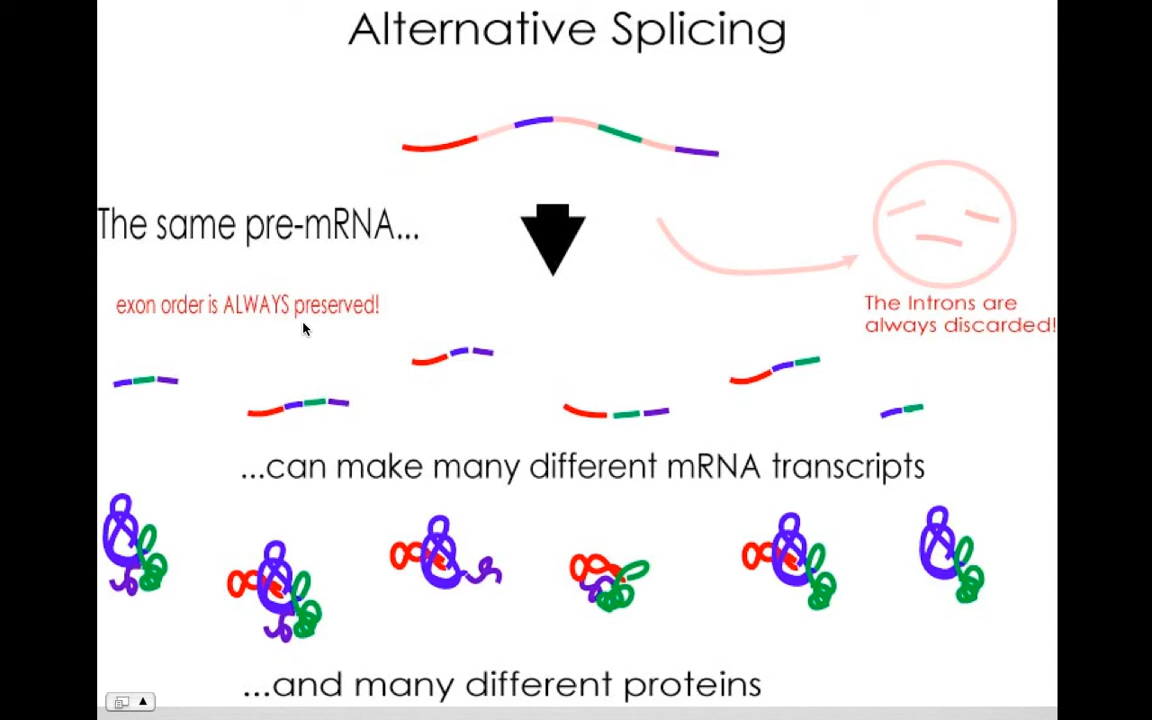 Alternative Splicing
The same pre-mRNA...
exon order is ALWAYS preserved!
The Introns are
always discarded!
...can make many different mRNA transcripts
...and many different proteins